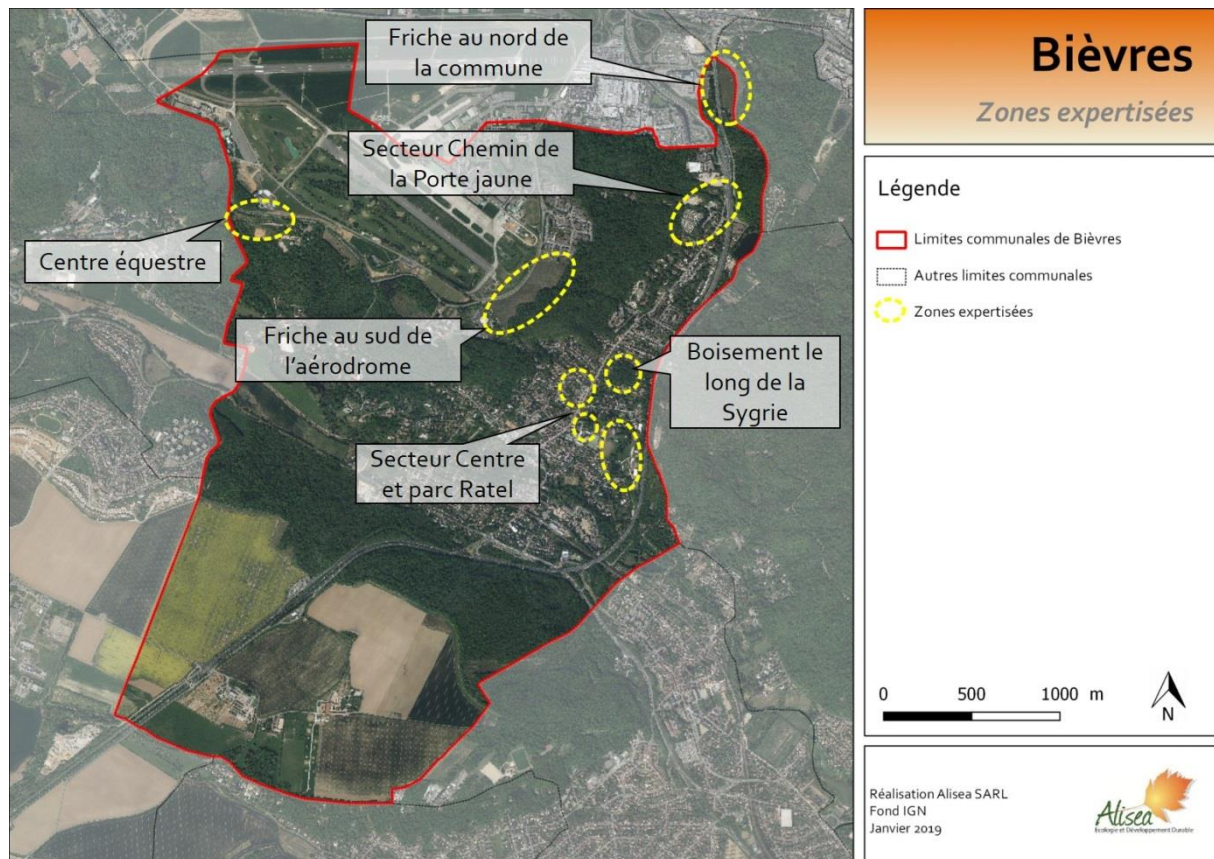 Friche au nord de
la commune
Secteur Chemin de
la Porte jaune
Centre équestre
Friche au sud de
l’aérodrome
Boisement le
long de la
Sygrie
Secteur Centre
et parc Ratel
Bièvres
Zones expertisées
Légende
Limites communales de Bièvres
Autres limites communales
Zones expertisées
0 500 1000 m
N
Réalisation Alisea SARL
Fond IGN
Janvier 2019
Alisea
Ecologie et Développement Durable